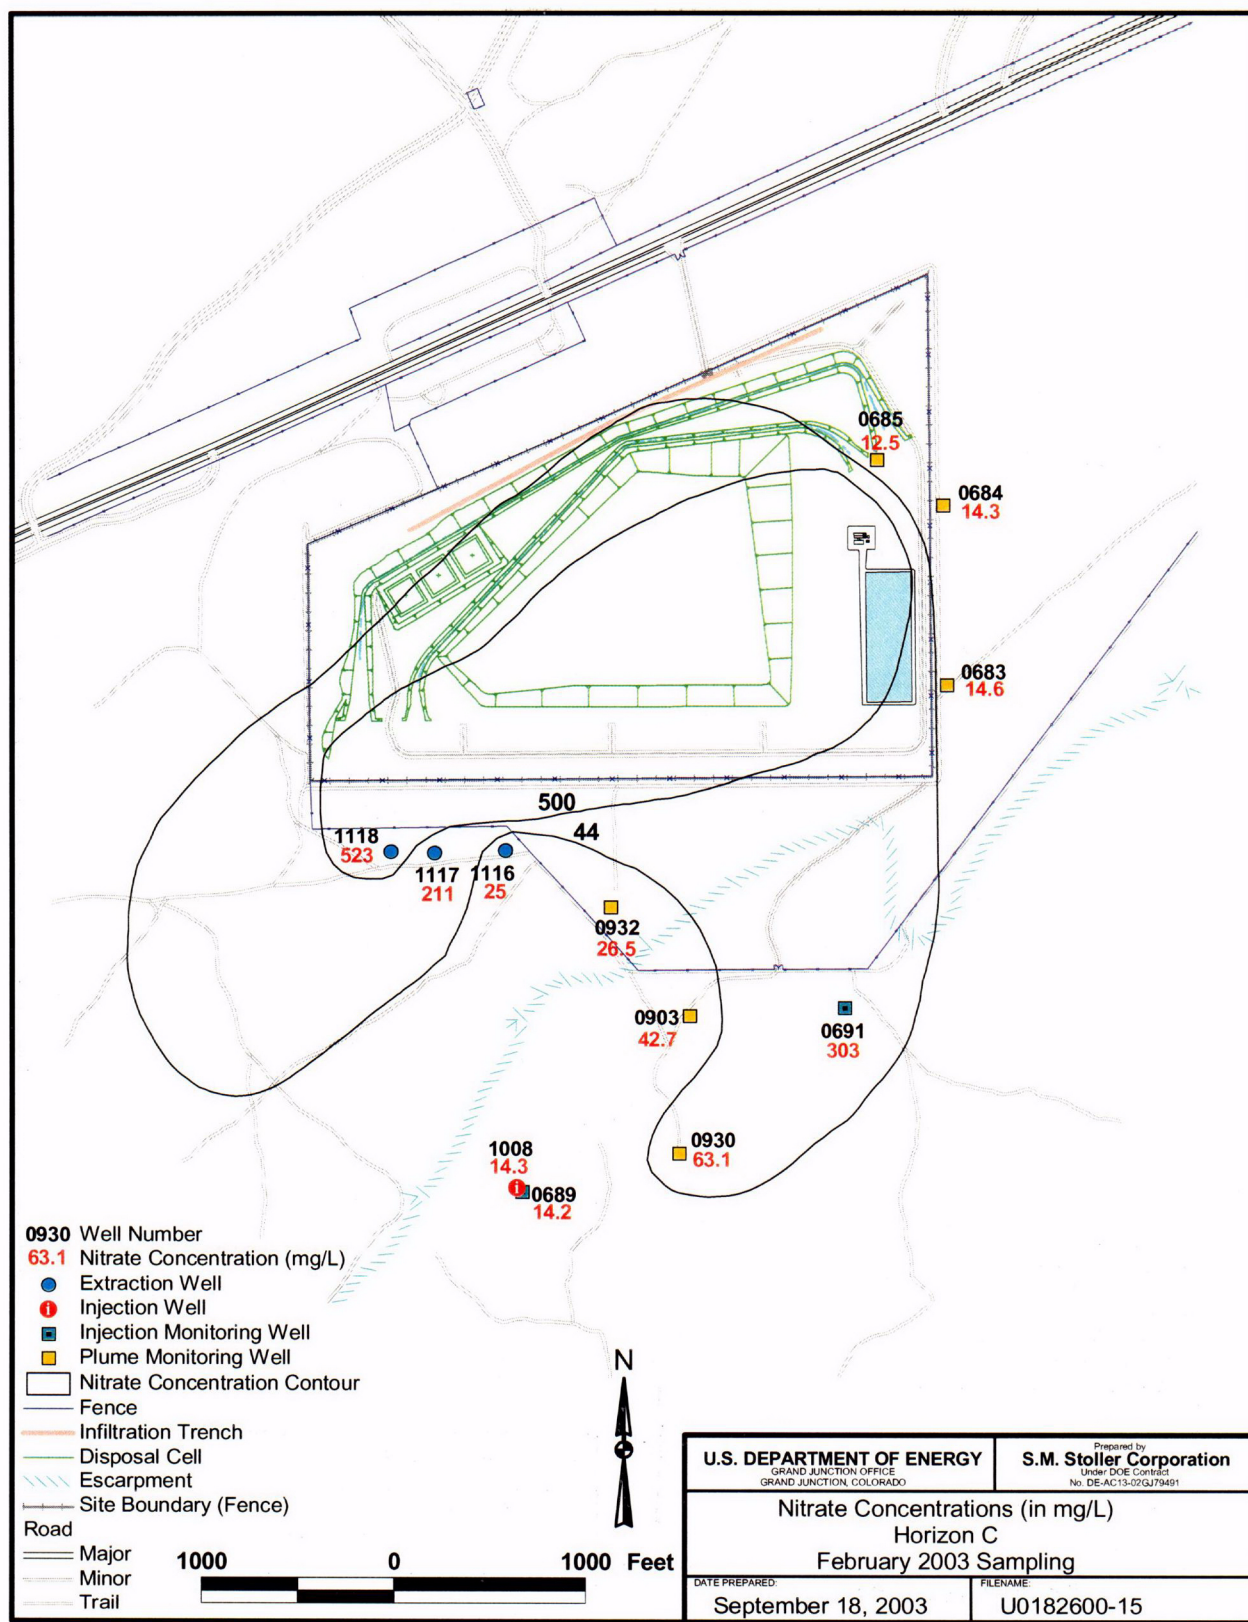 0685
12.5
0684
14.3
0683
14.6
500
44
1118
523
1117
211
1116
25
0932
26.5
0903
42.7
0691
303
0930
63.1
1008
14.3
0689
14.2
0930 Well Number
63.1 Nitrate Concentration (mg/L)
Extraction Well
i Injection Well
Injection Monitoring Well
Plume Monitoring Well
Nitrate Concentration Contour
Fence
Infiltration Trench
Disposal Cell
Escarpment
Site Boundary (Fence)
Road
Major
Minor
Trail
N
1000 0 1000 Feet
U.S. DEPARTMENT OF ENERGY
GRAND JUNCTION OFFICE
GRAND JUNCTION, COLORADO
Prepared by
S.M. Stoller Corporation
Under DOE Contract
No. DE-AC13-02GJ79491
Nitrate Concentrations (in mg/L)
Horizon C
February 2003 Sampling
DATE PREPARED:
September 18, 2003
FILENAME:
U0182600-15